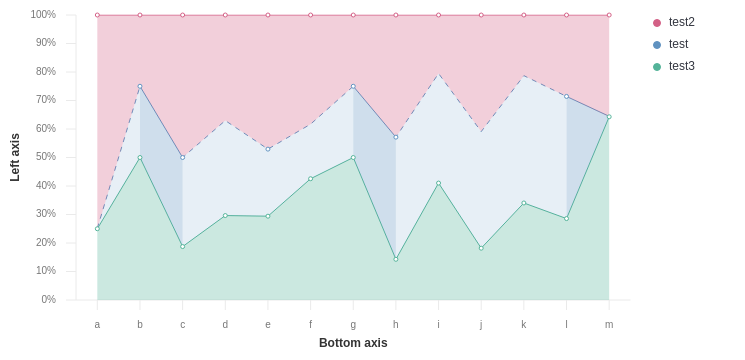 100%
90%
80%
70%
60%
50%
40%
30%
20%
10%
0%
Left axis
a b c d e f g h i j k l m
Bottom axis
test2
test
test3